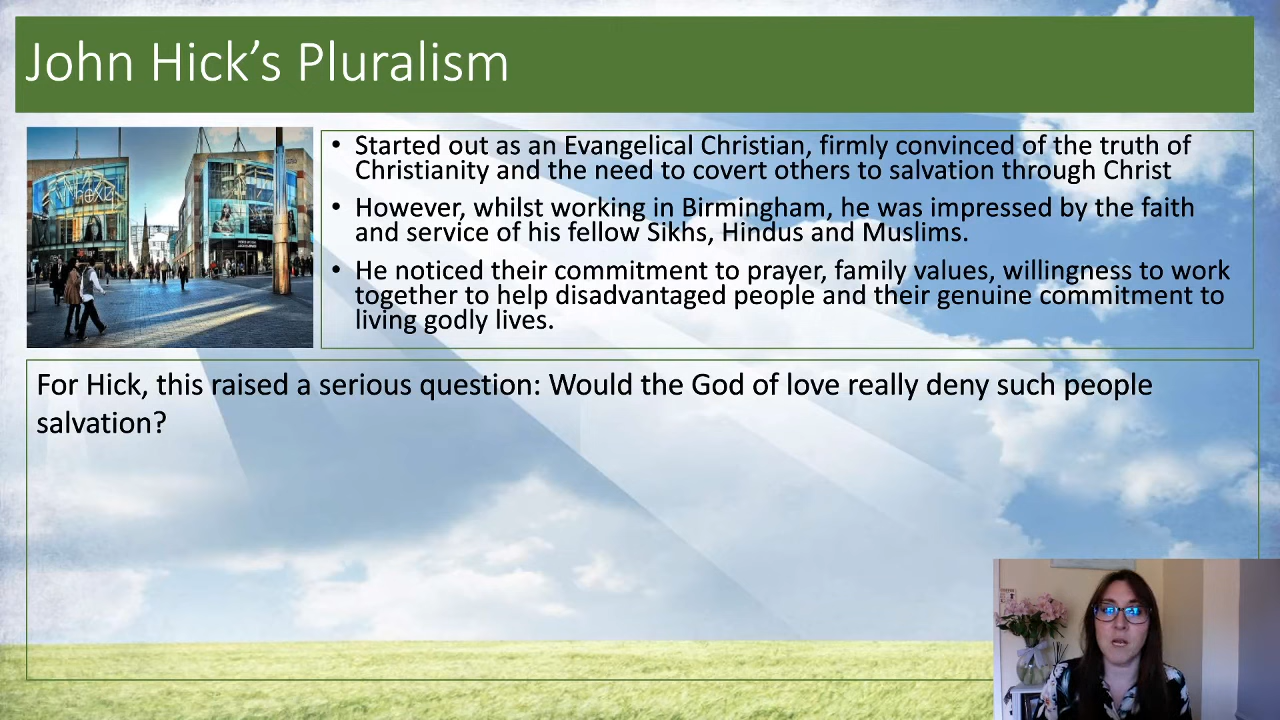 John Hick's Pluralism
• Started out as an Evangelical Christian, firmly convinced of the truth of
Christianity and the need to covert others to salvation through Christ
• However, whilst working in Birmingham, he was impressed by the faith
and service of his fellow Sikhs, Hindus and Muslims.
• He noticed their commitment to prayer, family values, willingness to work
together to help disadvantaged people and their genuine commitment to
living godly lives.
For Hick, this raised a serious question: Would the God of love really deny such people
salvation?